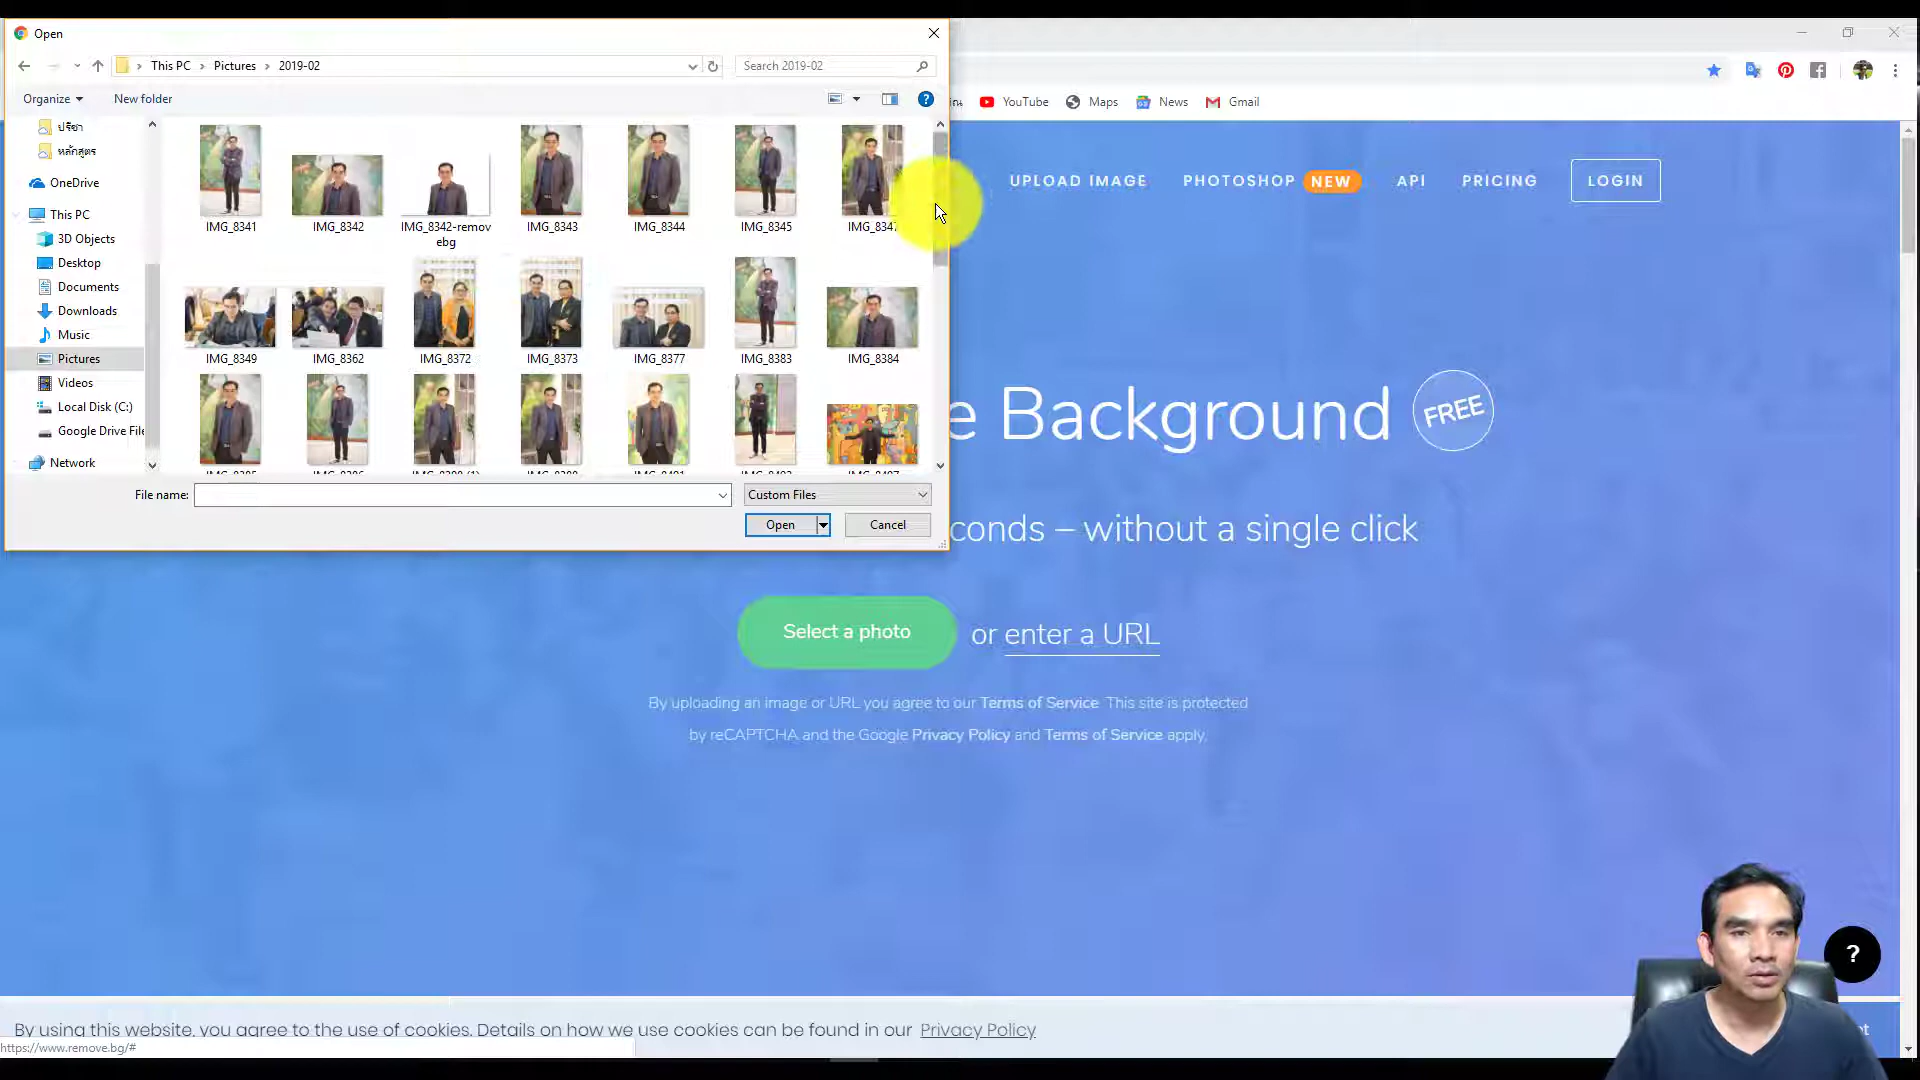 Open
This PC > Pictures > 2019-02
Search 2019-02
Organize
New folder
YouTube
Maps
News
Gmail
ปรีชา
หลักสูตร
OneDrive
This PC
3D Objects
Desktop
Documents
Downloads
Music
Pictures
Videos
Local Disk (C:)
Google Drive File
Network
IMG_8341
IMG_8342
IMG_8342-remov
ebg
IMG_8343
IMG_8344
IMG_8345
IMG_8347
IMG_8349
IMG_8362
IMG_8372
IMG_8373
IMG_8377
IMG_8383
IMG_8384
File name:
Custom Files
Open
Cancel
UPLOAD IMAGE
PHOTOSHOP NEW
API
PRICING
LOGIN
e Background
FREE
conds – without a single click
Select a photo
or enter a URL
By uploading an image or URL you agree to our Terms of Service. This site is protected
by reCAPTCHA and the Google Privacy Policy and Terms of Service apply.
?
By using this website, you agree to the use of cookies. Details on how we use cookies can be found in our Privacy Policy
https://www.remove.bg/#